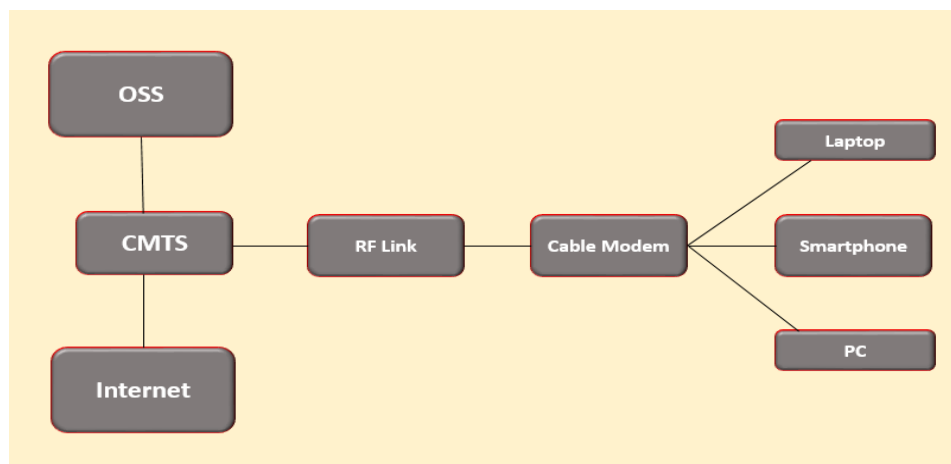 OSS
CMTS
Internet
RF Link
Cable Modem
Laptop
Smartphone
PC